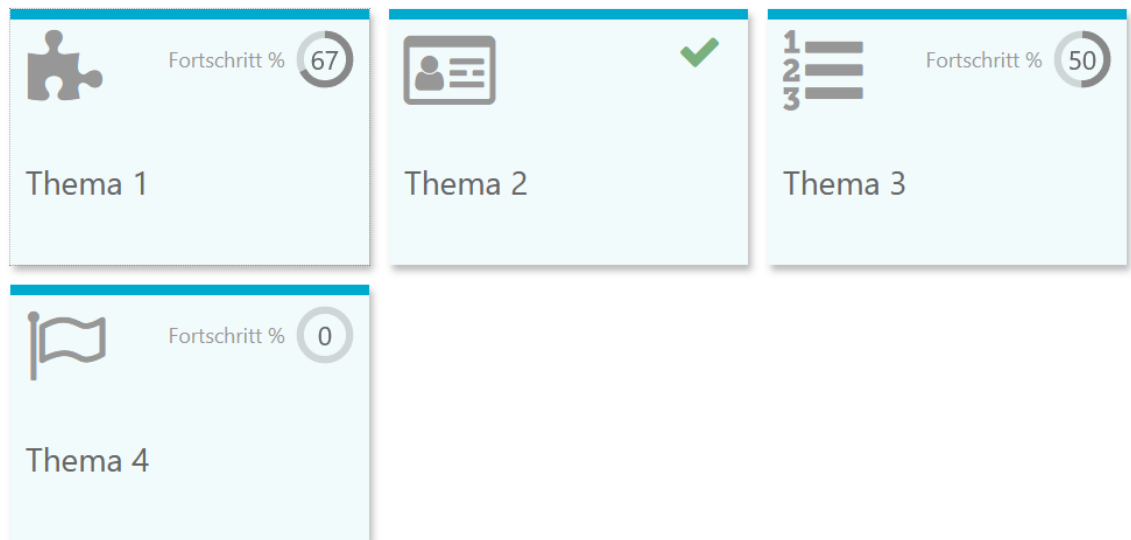 Fortschritt % 67
Thema 1
Thema 2
1
2
3
Fortschritt % 50
Thema 3
Fortschritt % 0
Thema 4